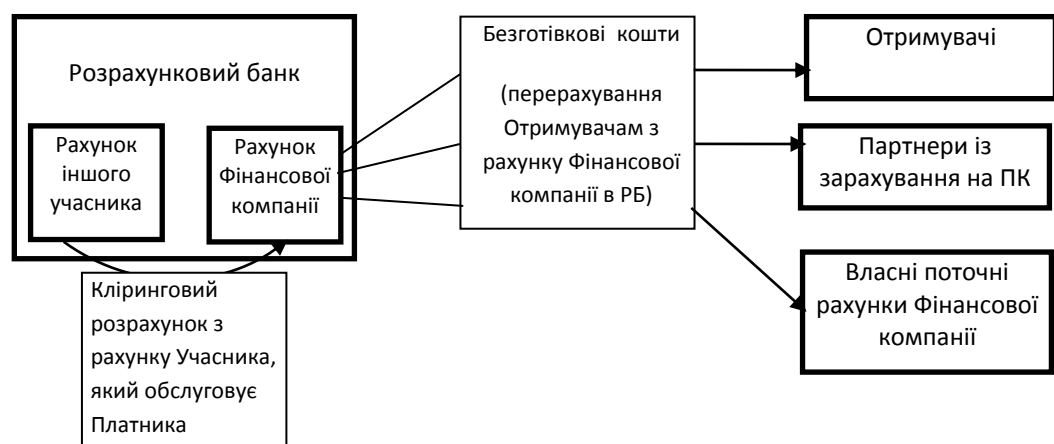 Розрахунковий банк
Рахунок
іншого
учасника
Рахунок
Фінансової
компанії
Кліринговий
розрахунок з
рахунку Учасника,
який обслуговує
Платника
Безготівкові кошти
(перерахування
Отримувачам з
рахунку Фінансової
компанії в РБ)
Отримувачі
Партнери із
зарахування на ПК
Власні поточні
рахунки Фінансової
компанії